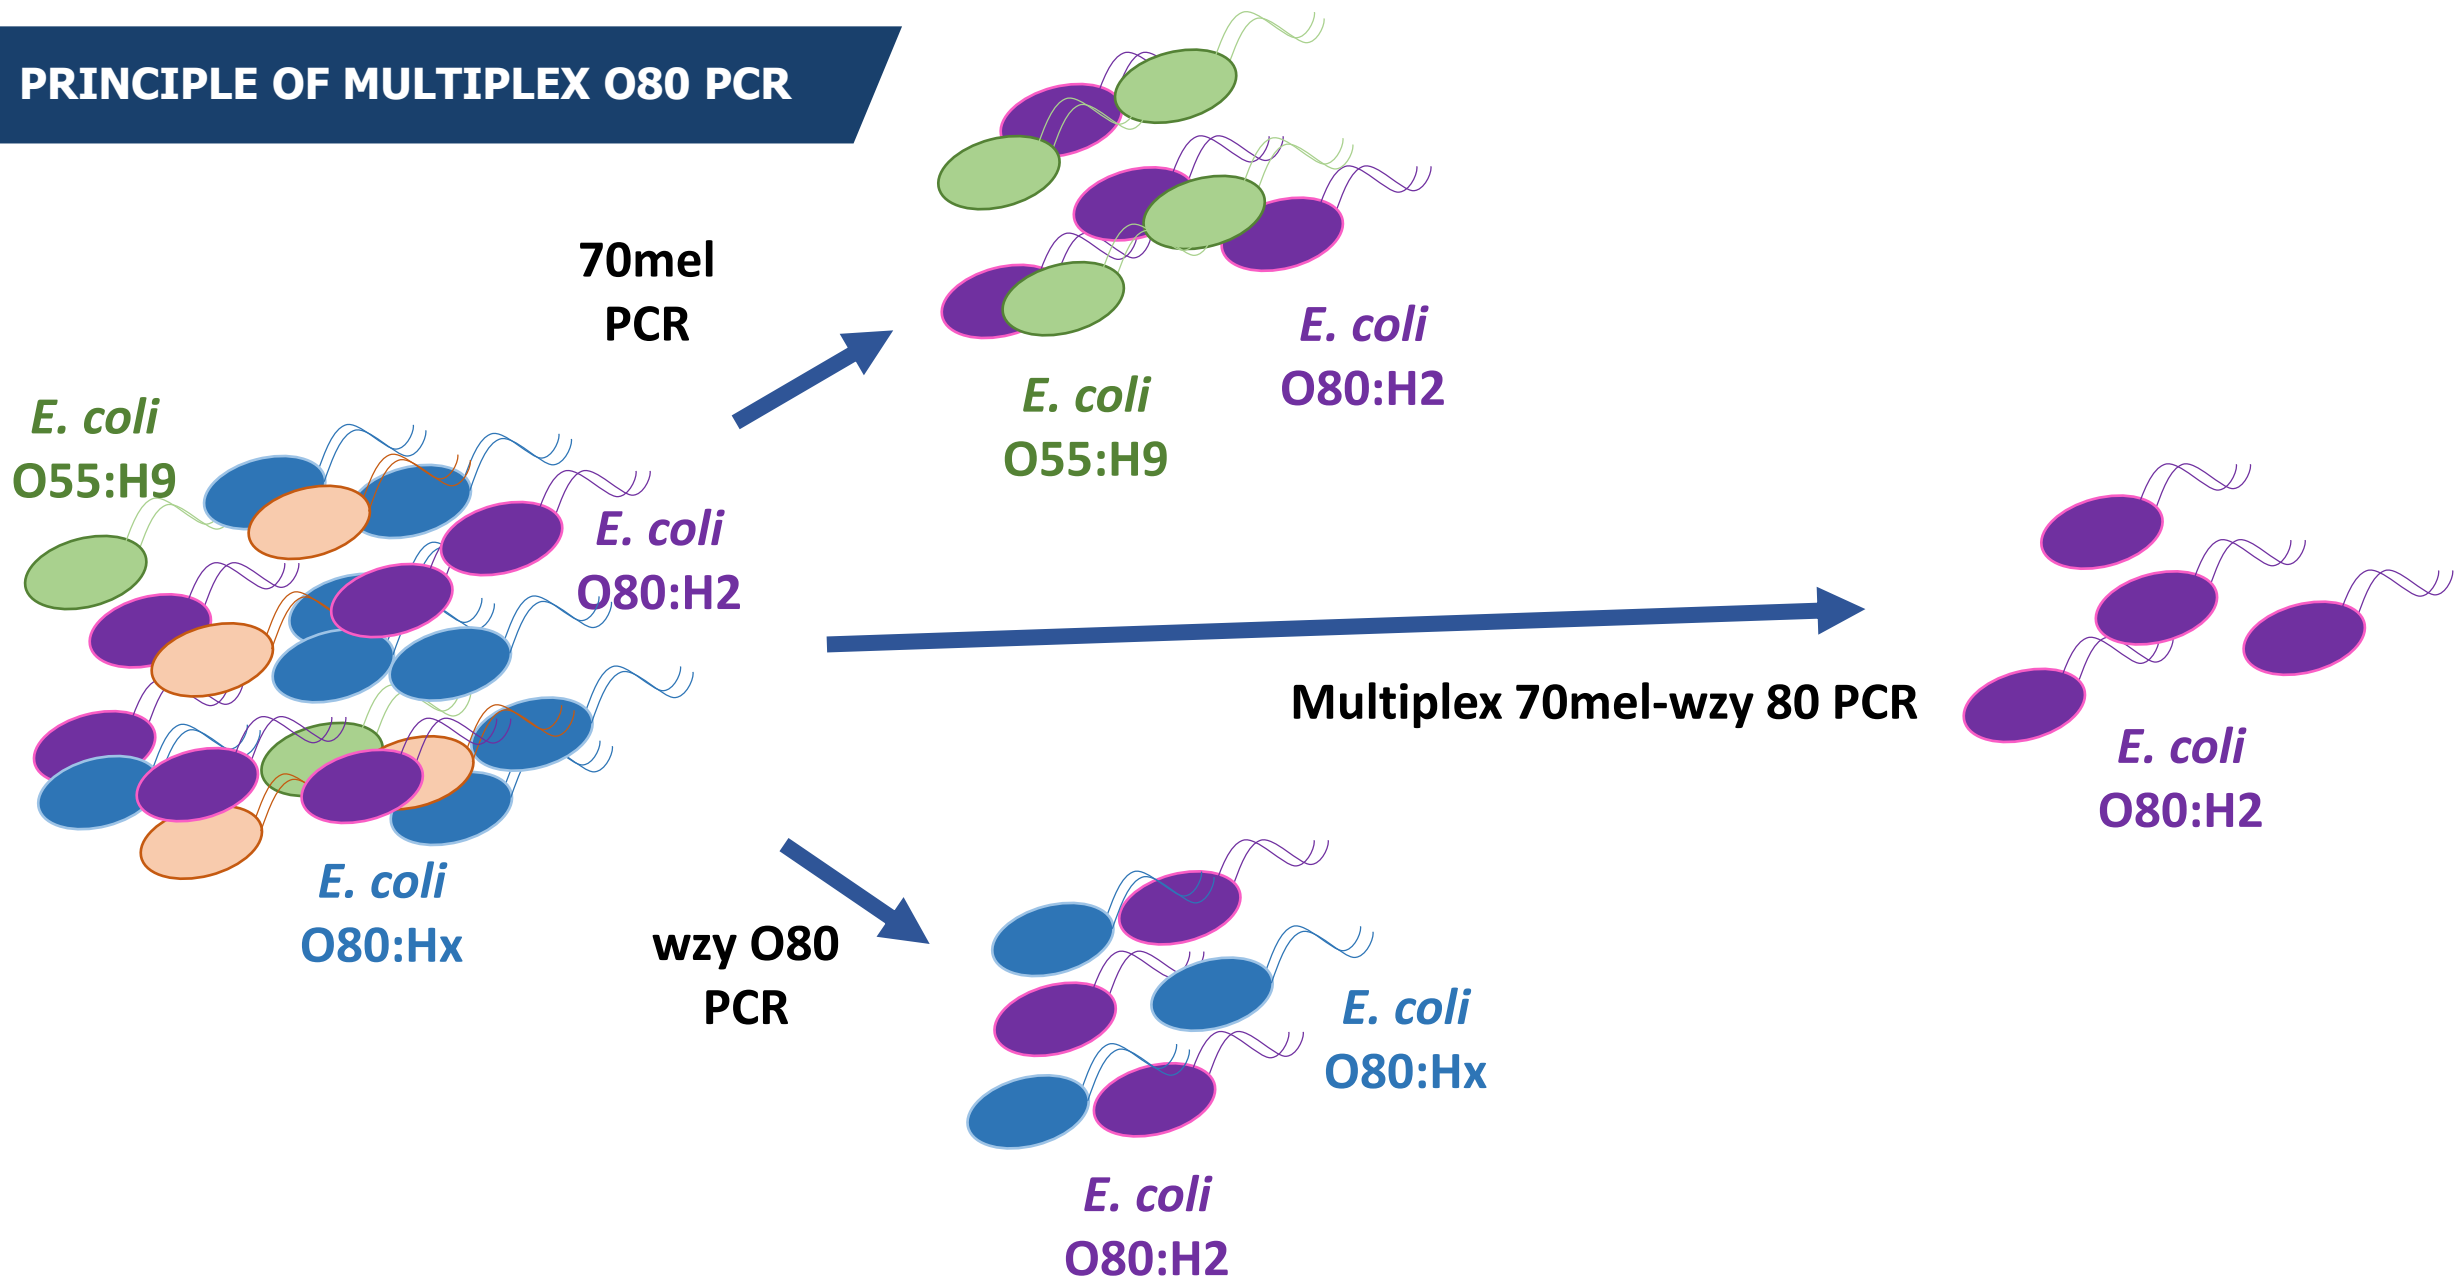 PRINCIPLE OF MULTIPLEX O80 PCR
70mel
PCR
E. coli
O80:H2
E. coli
O55:H9
E. coli
O55:H9
E. coli
O80:H2
Multiplex 70mel-wzy 80 PCR
E. coli
O80:H2
E. coli
O80:Hx
wzy O80
PCR
E. coli
O80:Hx
E. coli
O80:H2